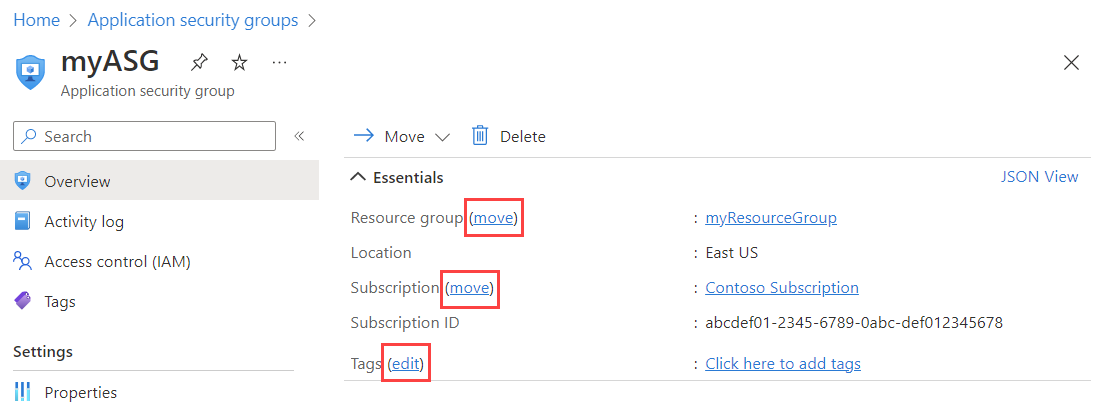 Home > Application security groups >
myASG
Application security group
Search
«
Overview
Activity log
Access control (IAM)
Tags
Settings
Properties
Move
Delete
Essentials
JSON View
Resource group (move) : myResourceGroup
Location : East US
Subscription (move) : Contoso Subscription
Subscription ID : abcdef01-2345-6789-0abc-def012345678
Tags (edit) : Click here to add tags